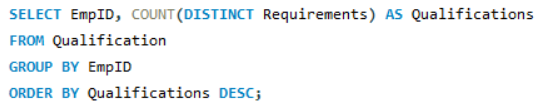 SELECT EmpID, COUNT(DISTINCT Requirements) AS Qualifications
FROM Qualification
GROUP BY EmpID
ORDER BY Qualifications DESC;